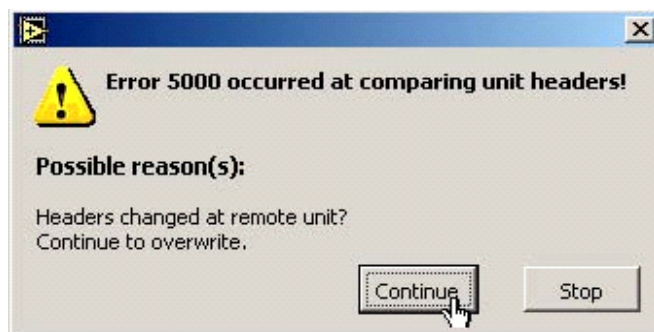 Error 5000 occurred at comparing unit headers!
Possible reason(s):
Headers changed at remote unit?
Continue to overwrite.
Continue
Stop